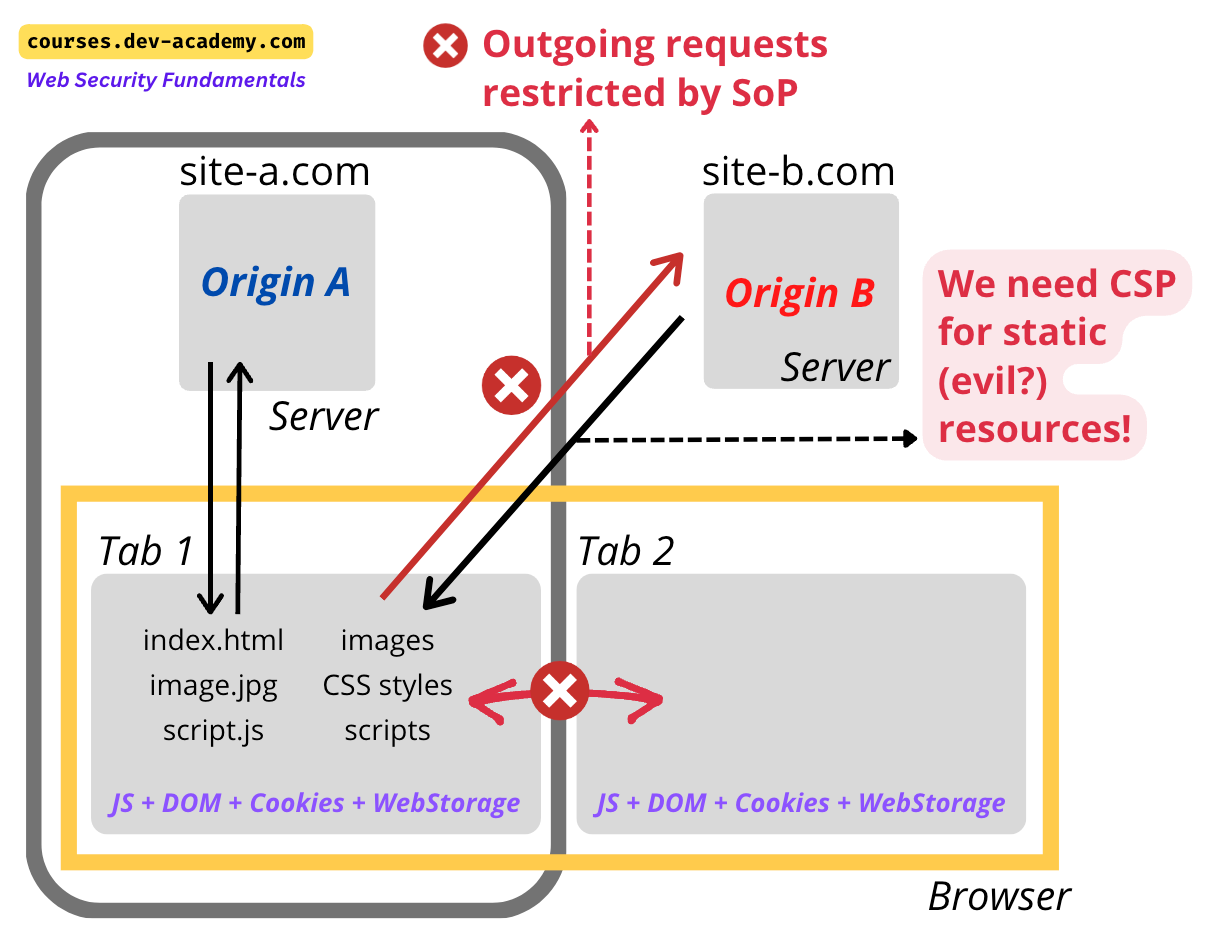 courses.dev-academy.com
Web Security Fundamentals
Outgoing requests
restricted by SoP
site-a.com
Origin A
Server
site-b.com
Origin B
Server
We need CSP
for static
(evil?)
resources!
Tab 1
index.html
image.jpg
script.js
images
CSS styles
scripts
JS + DOM + Cookies + WebStorage
Tab 2
JS + DOM + Cookies + WebStorage
Browser